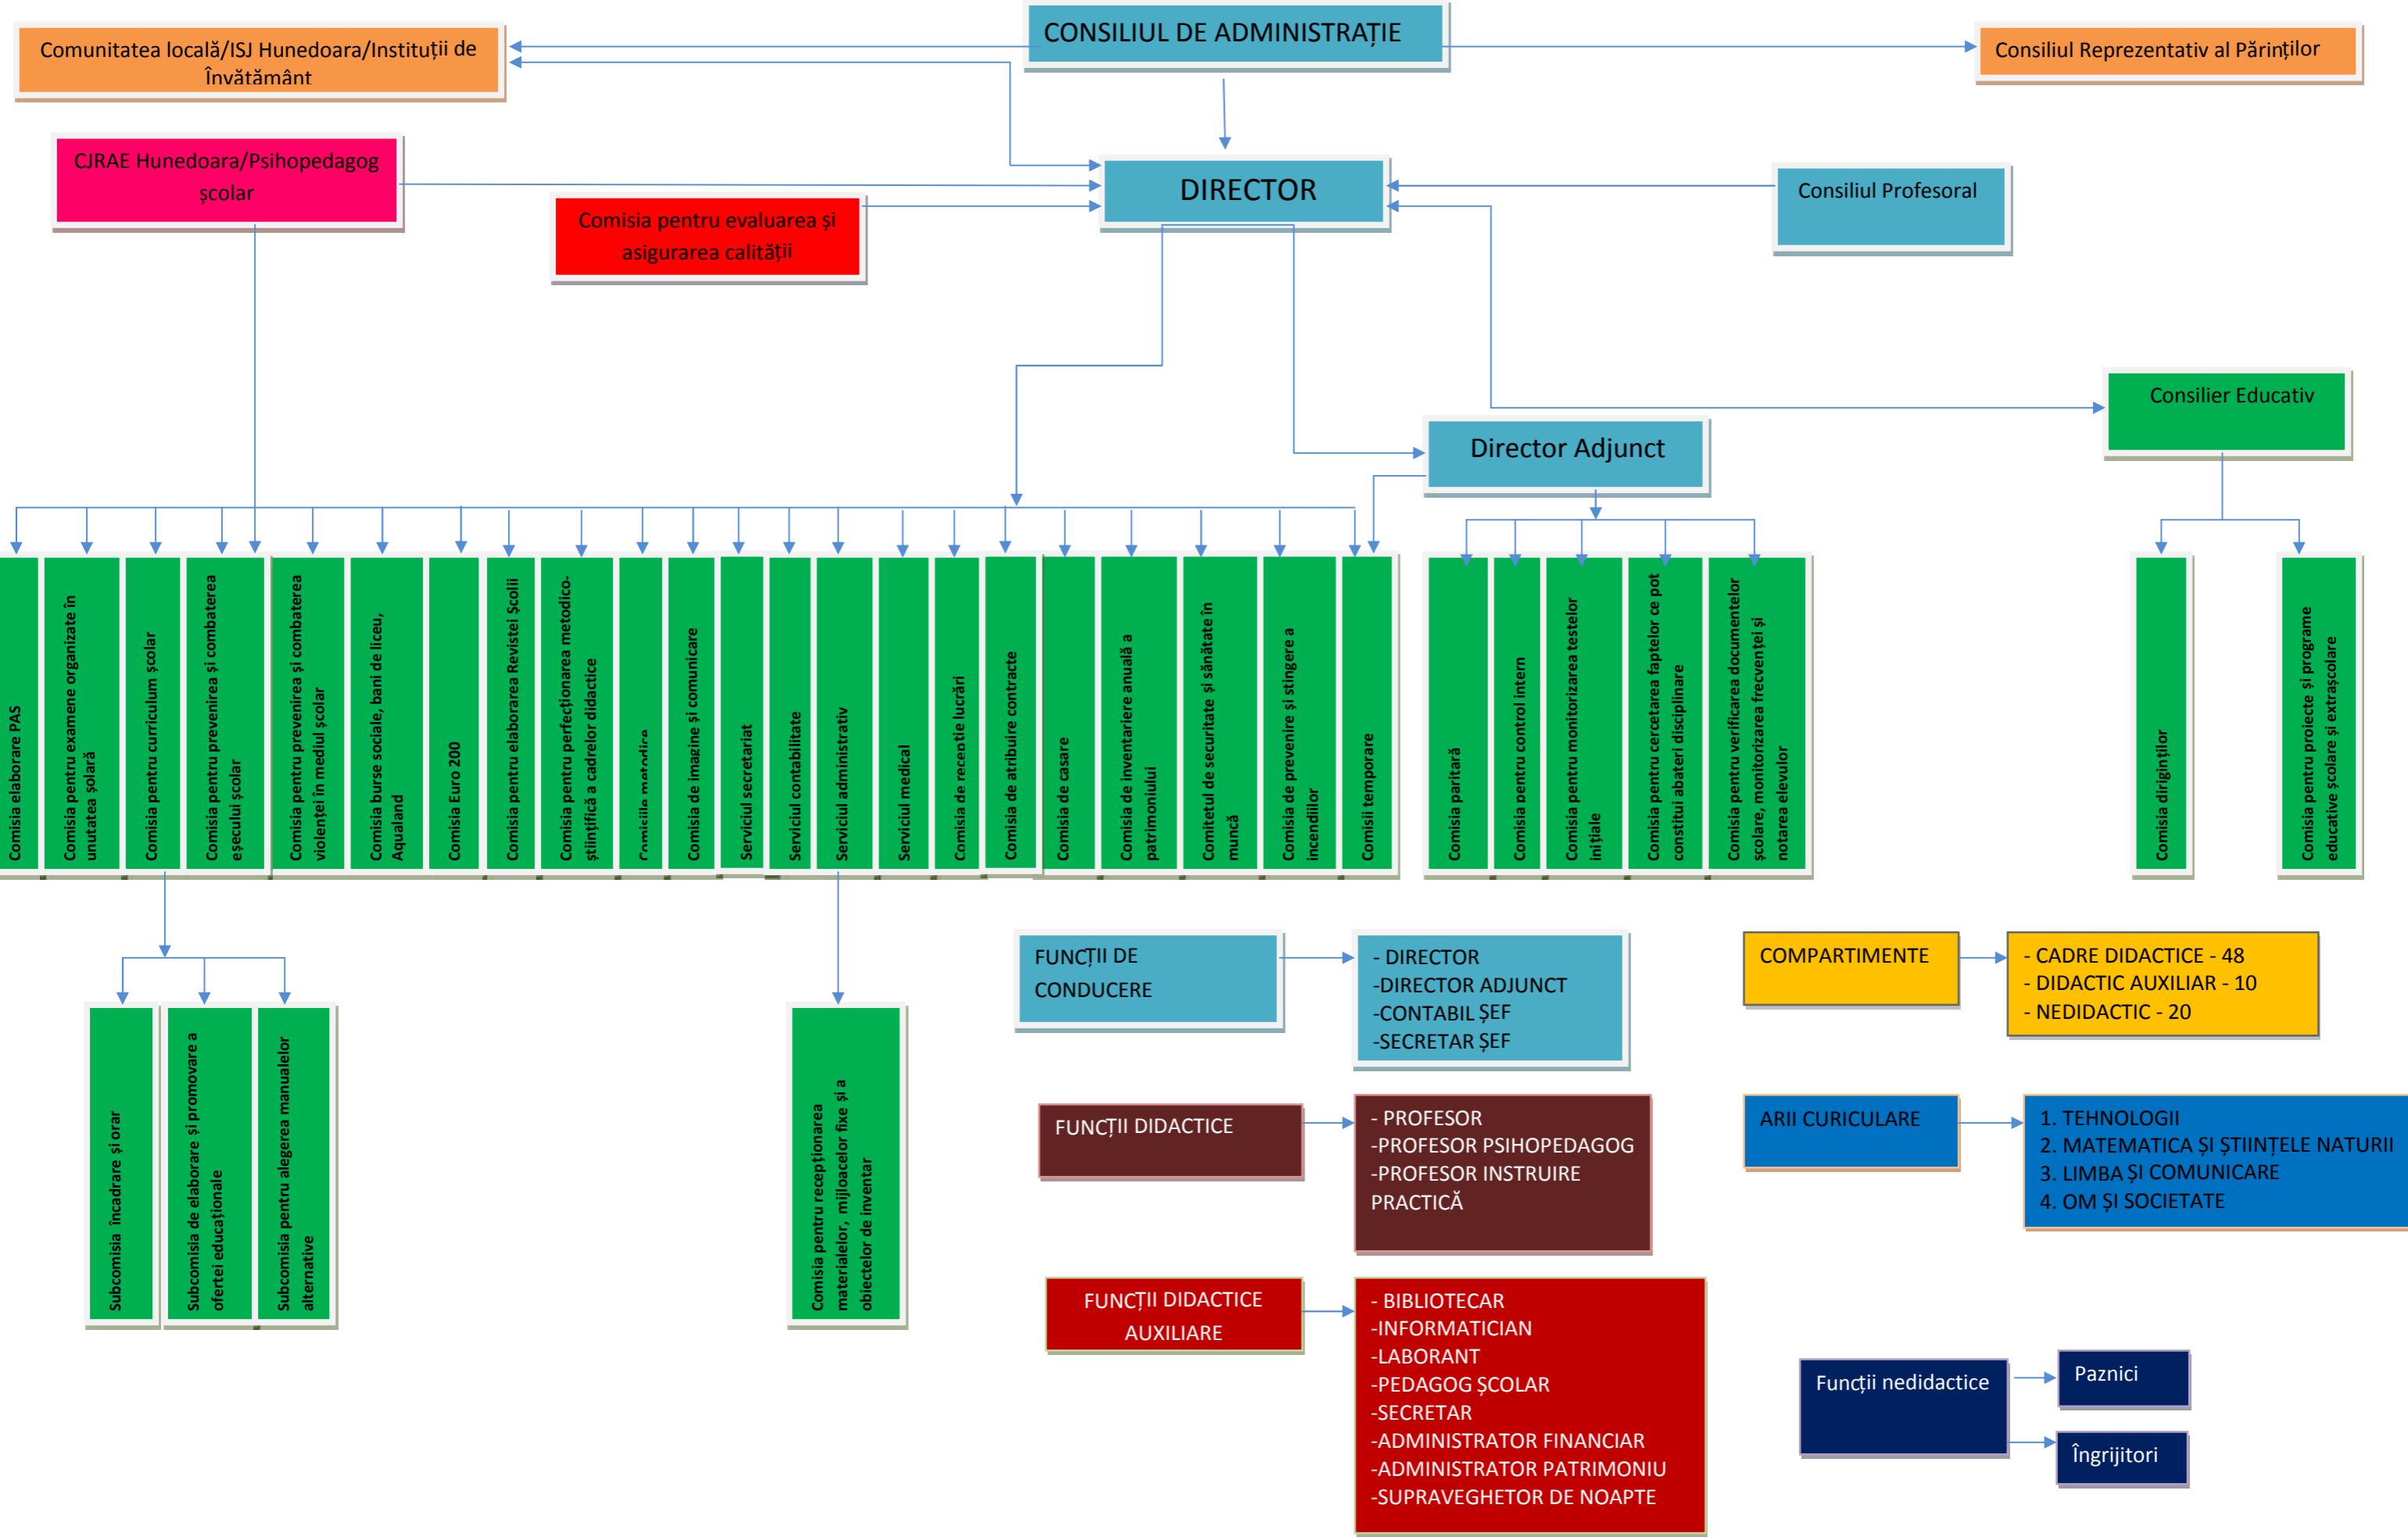 CONSILIUL DE ADMINISTRAȚIE
Comunitatea locală/ISJ Hunedoara/Instituții de
Învățământ
Consiliul Reprezentativ al Părinților
CJRAE Hunedoara/Psihopedagog
școlar
DIRECTOR
Consiliul Profesoral
Comisia pentru evaluarea și
asigurarea calității
Consilier Educativ
Director Adjunct
Comisia elaborare PAS
Comisia pentru examene organizate în
unutatea școlară
Comisia pentru curriculum școlar
Comisia pentru prevenirea și combaterea
eșecului școlar
Comisia pentru prevenirea și combaterea
violenței în mediul școlar
Comisia burse sociale, bani de liceu,
Aqualand
Comisia Euro 200
Comisia pentru elaborarea Revistei Școlii
Comisia pentru perfecționarea metodico-
științifică a cadrelor didactice
Comisiile metodice
Comisia de imagine și comunicare
Serviciul secretariat
Serviciul contabilitate
Serviciul administrativ
Serviciul medical
Comisia de recepție lucrări
Comisia de atribuire contracte
Comisia de casare
Comisia de inventariere anuală a
patrimoniului
Comitetul de securitate și sănătate în
muncă
Comisia de prevenire și stingere a
incendiilor
Comisii temporare
Comisia paritară
Comisia pentru control intern
Comisia pentru monitorizarea testelor
inițiale
Comisia pentru cercetarea faptelor ce pot
constitui abateri disciplinare
Comisia pentru verificarea documentelor
școlare, monitorizarea frecvenței și
notarea elevulor
Comisia diriginților
Comisia pentru proiecte și programe
educative școlare și extrașcolare
Subcomisia încadrare și orar
Subcomisia de elaborare și promovare a
ofertei educaționale
Subcomisia pentru alegerea manualelor
alternative
Comisia pentru recepționarea
materialelor, mijloacelor fixe și a
obiectelor de inventar
FUNCȚII DE
CONDUCERE
- DIRECTOR
-DIRECTOR ADJUNCT
-CONTABIL ȘEF
-SECRETAR ȘEF
COMPARTIMENTE
- CADRE DIDACTICE - 48
- DIDACTIC AUXILIAR - 10
- NEDIDACTIC - 20
FUNCȚII DIDACTICE
- PROFESOR
-PROFESOR PSIHOPEDAGOG
-PROFESOR INSTRUIRE
PRACTICĂ
ARII CURICULARE
1. TEHNOLOGII
2. MATEMATICA ȘI ȘTIINȚELE NATURII
3. LIMBA ȘI COMUNICARE
4. OM ȘI SOCIETATE
FUNCȚII DIDACTICE
AUXILIARE
- BIBLIOTECAR
-INFORMATICIAN
-LABORANT
-PEDAGOG ȘCOLAR
-SECRETAR
-ADMINISTRATOR FINANCIAR
-ADMINISTRATOR PATRIMONIU
-SUPRAVEGHETOR DE NOAPTE
Funcții nedidactice
Paznici
Îngrijitori